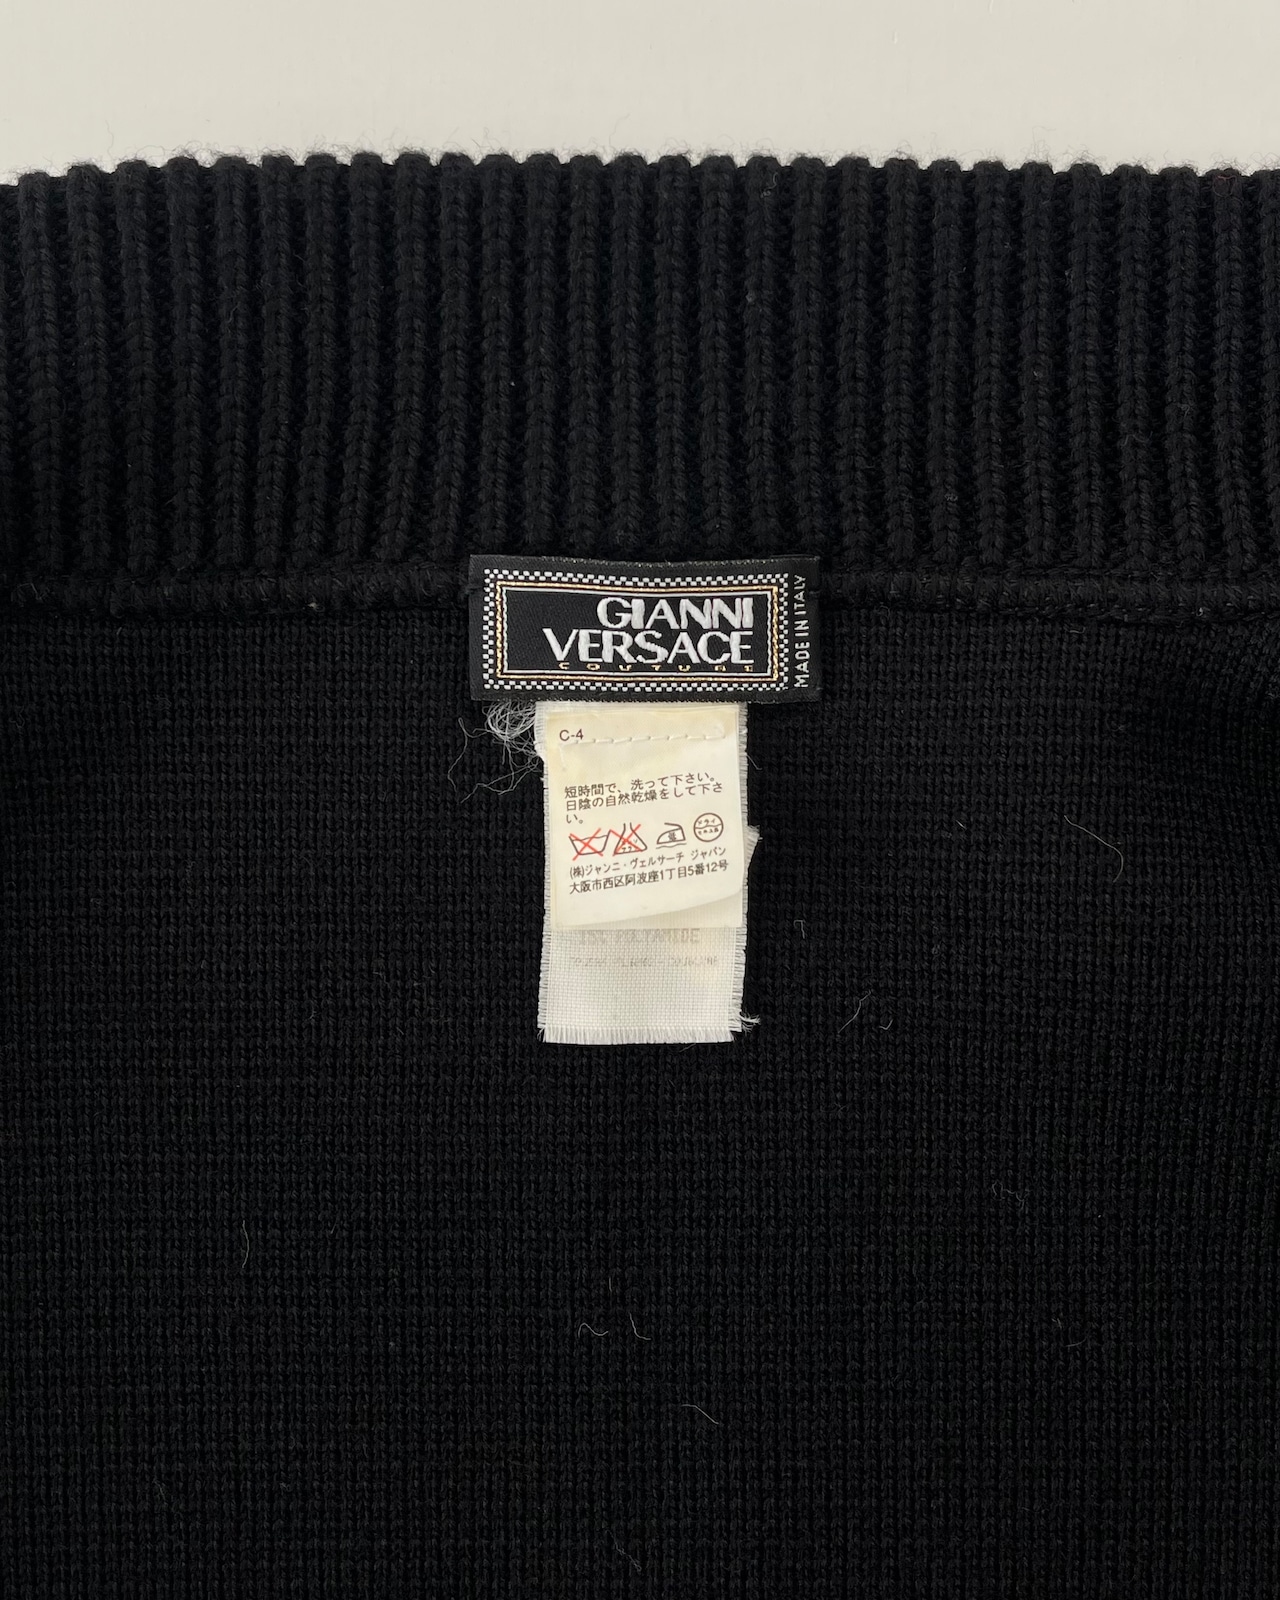 GIANNI
VERSACE
COUTURE
MADE IN ITALY
C-4
短時間で、洗って下さい。
日陰の自然乾燥をして下さ
い。
(株)ジャンニ・ヴェルサーチ ジャパン
大阪市西区阿波座1丁目5番12号
15% POLYAMIDE